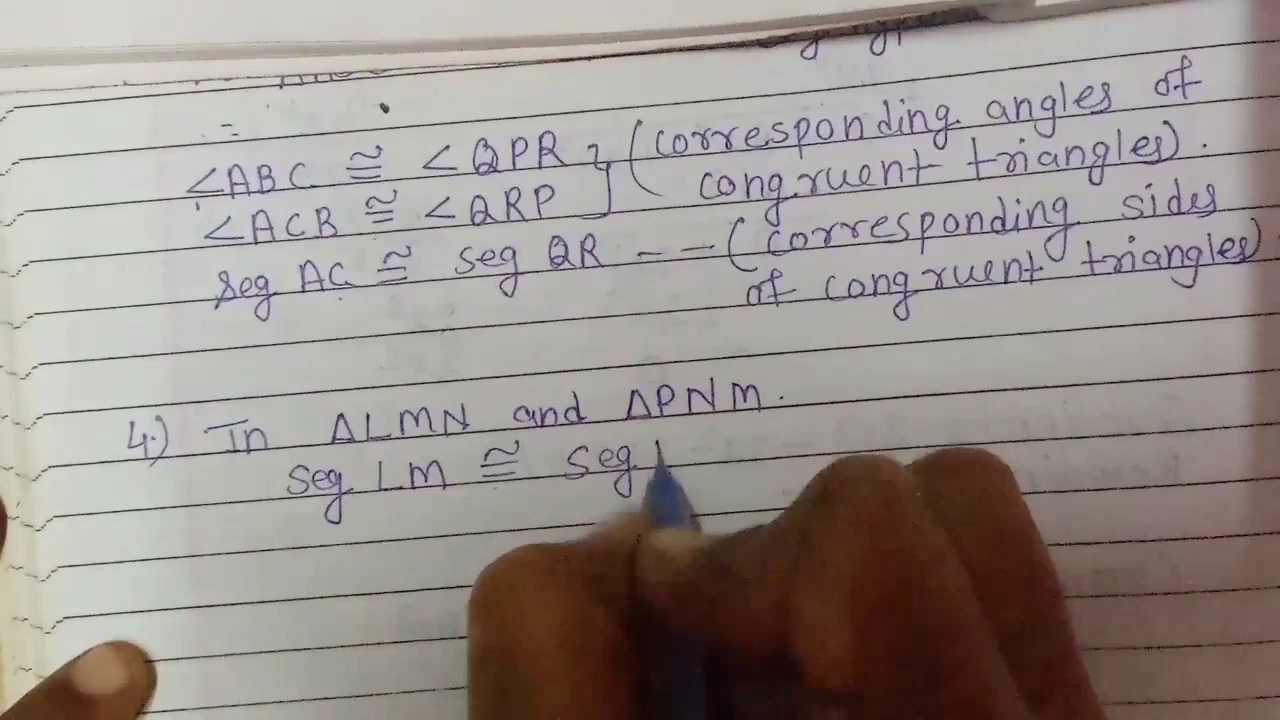 ∠ABC ≅ ∠QPR } (corresponding angles of
∠ACB ≅ ∠QRP congruent triangles).
seg AC ≅ seg QR -- (corresponding sides
of congruent triangles)
4.) In ΔLMN and ΔPNM.
seg LM ≅ seg